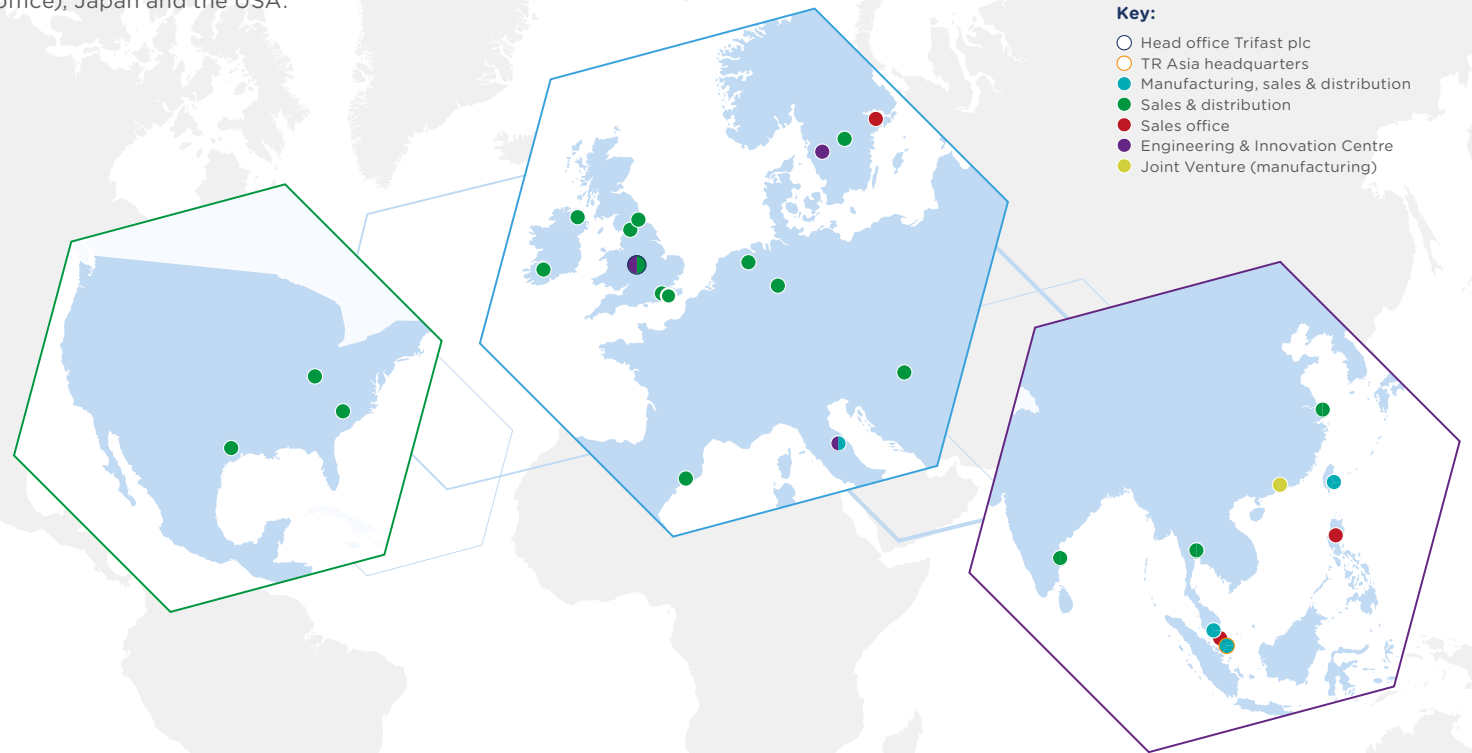 office), Japan and the USA.
Key:
Head office Trifast plc
TR Asia headquarters
Manufacturing, sales & distribution
Sales & distribution
Sales office
Engineering & Innovation Centre
Joint Venture (manufacturing)